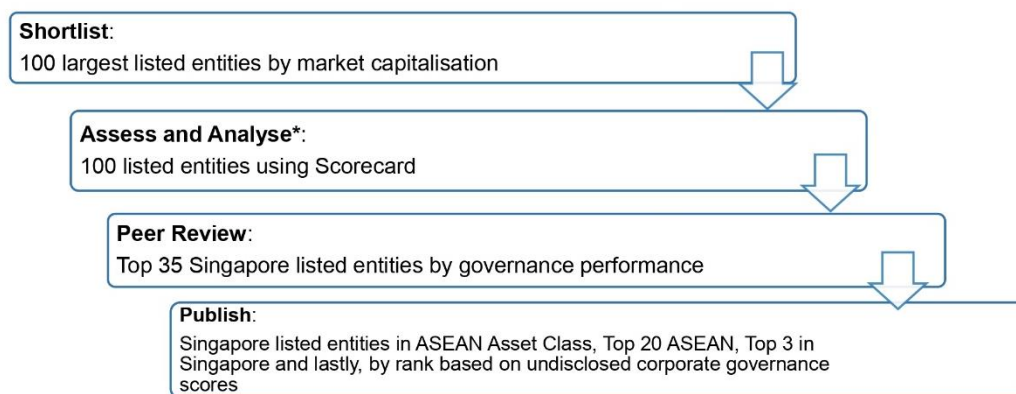 Shortlist:
100 largest listed entities by market capitalisation
Assess and Analyse*:
100 listed entities using Scorecard
Peer Review:
Top 35 Singapore listed entities by governance performance
Publish:
Singapore listed entities in ASEAN Asset Class, Top 20 ASEAN, Top 3 in
Singapore and lastly, by rank based on undisclosed corporate governance
scores